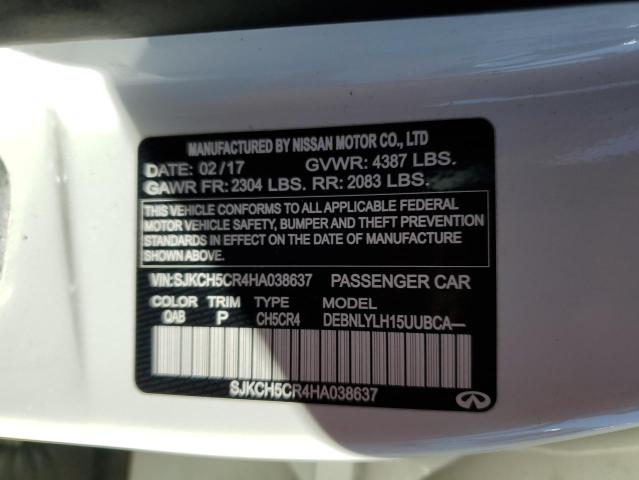 MANUFACTURED BY NISSAN MOTOR CO., LTD
DATE: 02/17 GVWR: 4387 LBS.
GAWR FR: 2304 LBS. RR: 2083 LBS.
THIS VEHICLE CONFORMS TO ALL APPLICABLE FEDERAL
MOTOR VEHICLE SAFETY, BUMPER AND THEFT PREVENTION
STANDARDS IN EFFECT ON THE DATE OF MANUFACTURE
SHOWN ABOVE.
VIN:SJKCH5CR4HA038637 PASSENGER CAR
COLOR TRIM TYPE MODEL
QAB P CH5CR4 DEBNLYLH15UUBCA—
SJKCH5CR4HA038637